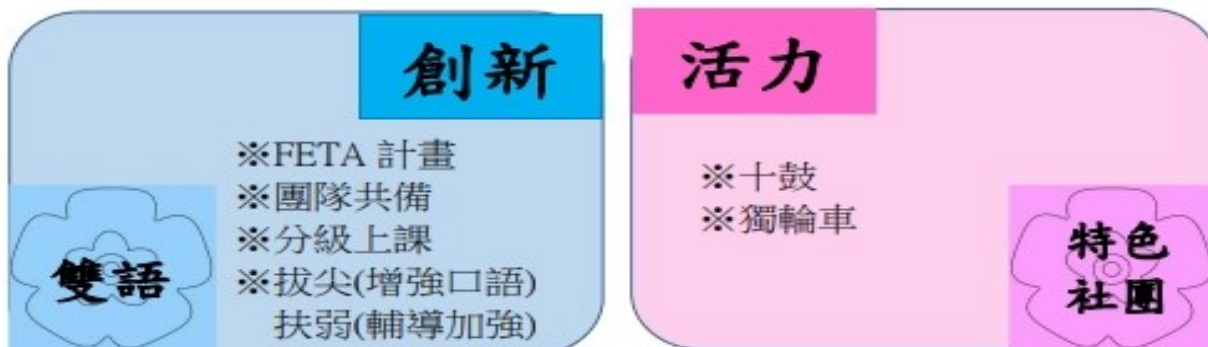 創新
※FETA 計畫
※團隊共備
※分級上課
※拔尖(增強口語)
扶弱(輔導加強)
雙語
活力
※十鼓
※獨輪車
特色
社團